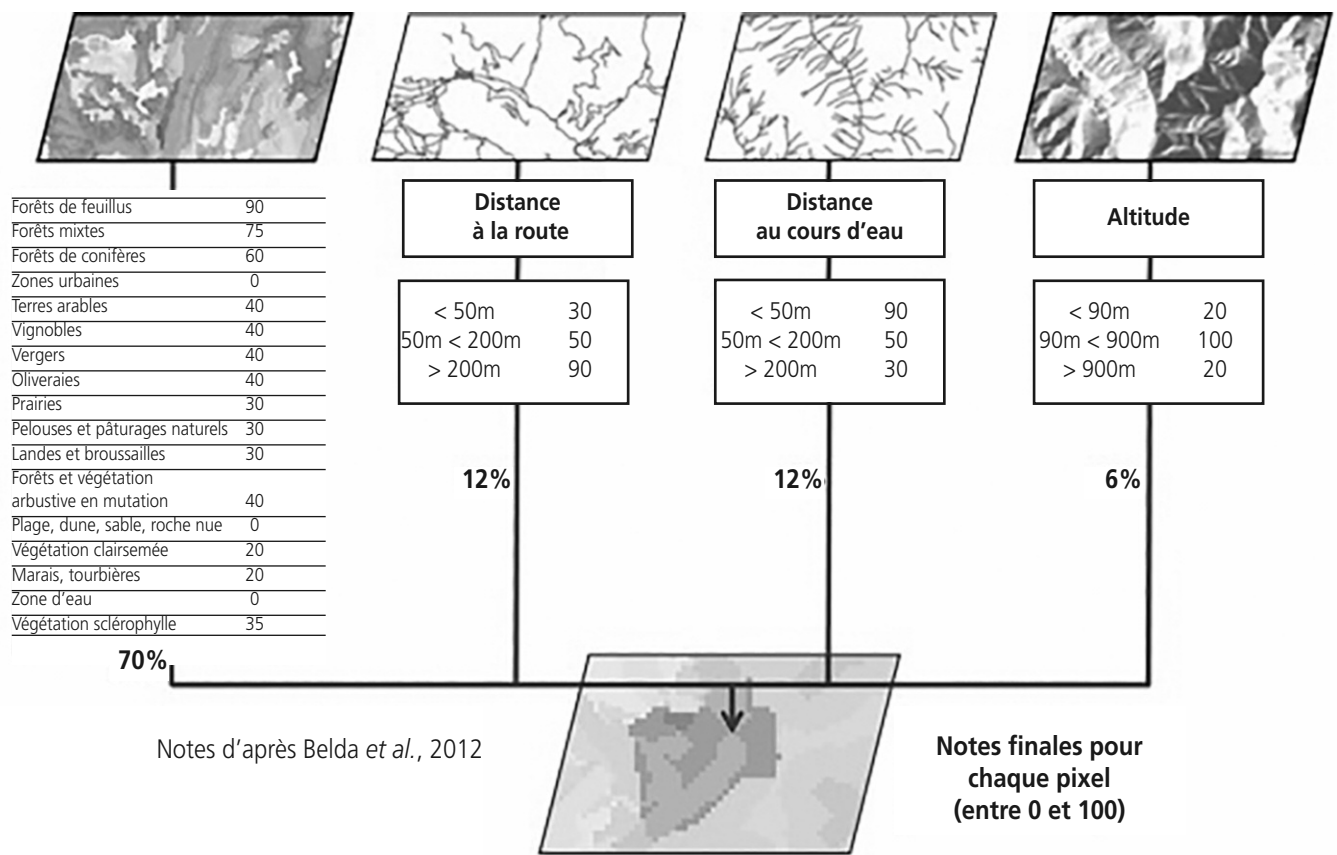 Forêts de feuillus 90
Forêts mixtes 75
Forêts de conifères 60
Zones urbaines 0
Terres arables 40
Vignobles 40
Vergers 40
Oliveraies 40
Prairies 30
Pelouses et pâturages naturels 30
Landes et broussailles 30
Forêts et végétation
arbustive en mutation 40
Plage, dune, sable, roche nue 0
Végétation clairsemée 20
Marais, tourbières 20
Zone d'eau 0
Végétation sclérophylle 35
70%
Distance
à la route
< 50m 30
50m < 200m 50
> 200m 90
12%
Distance
au cours d'eau
< 50m 90
50m < 200m 50
> 200m 30
12%
Altitude
< 90m 20
90m < 900m 100
> 900m 20
6%
Notes d'après Belda et al., 2012
Notes finales pour
chaque pixel
(entre 0 et 100)